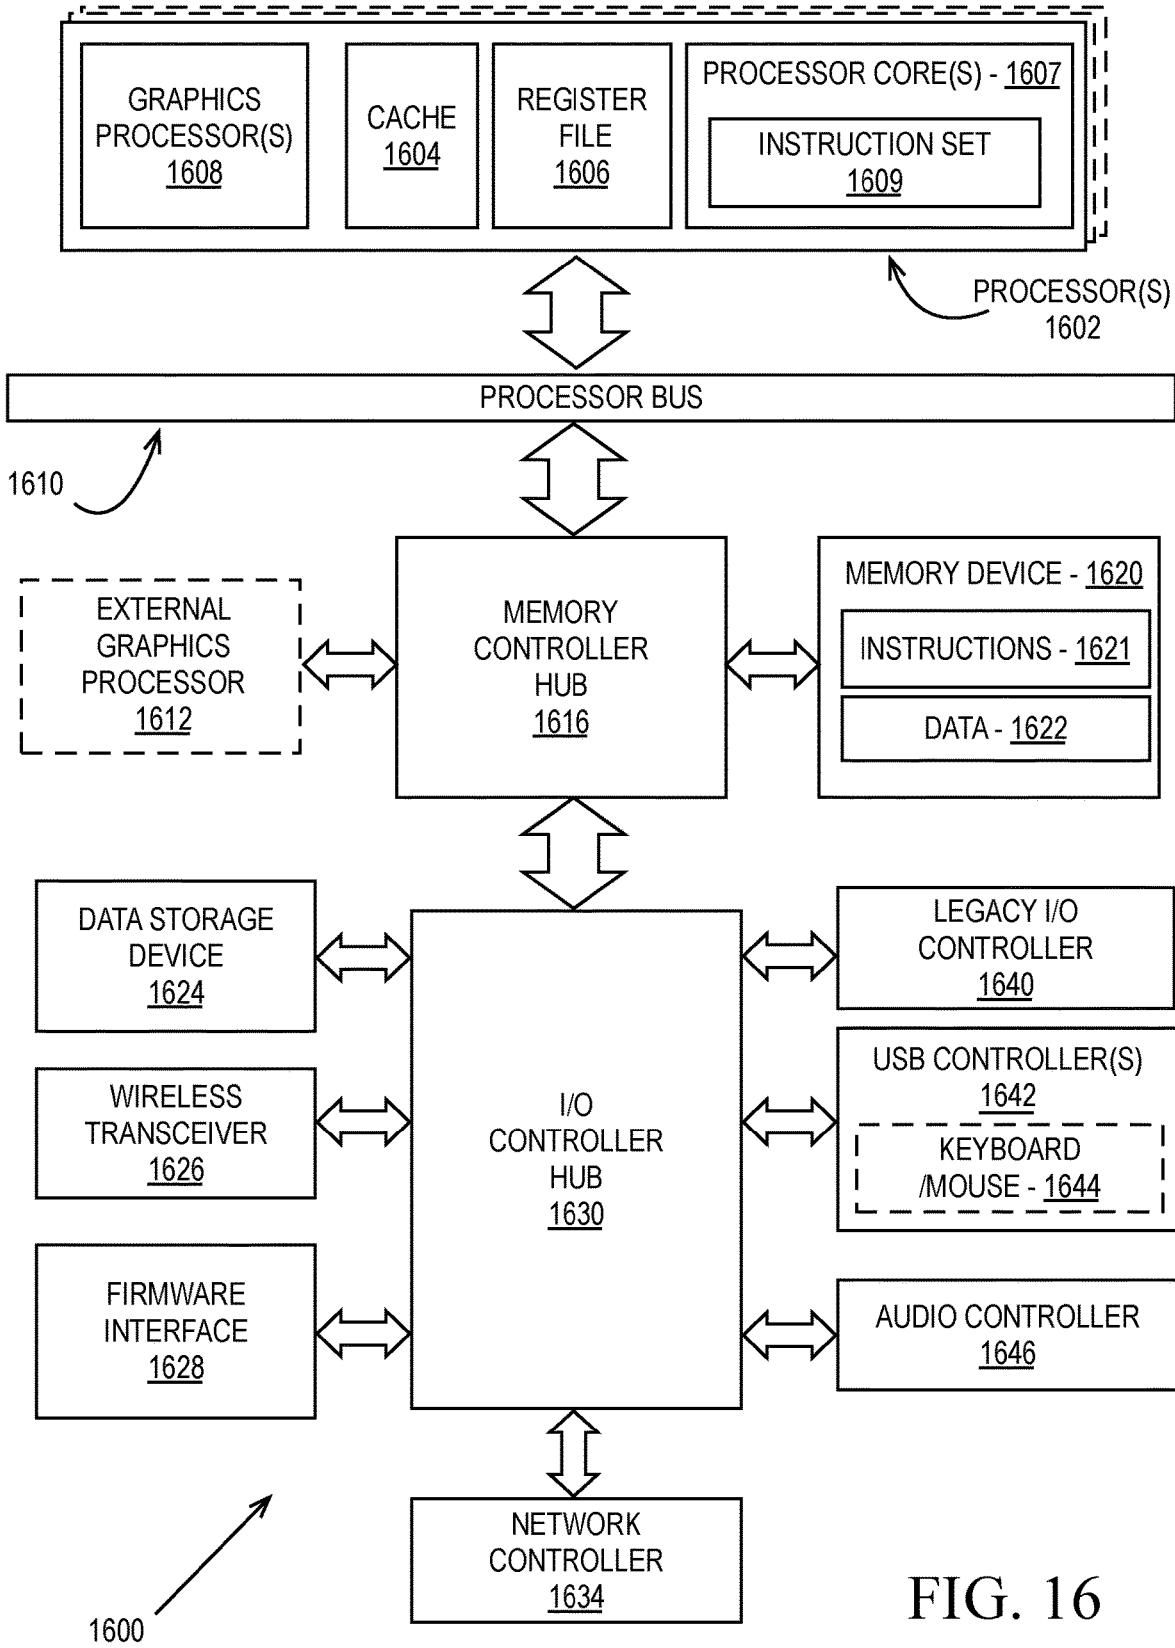 GRAPHICS
PROCESSOR(S)
1608
CACHE
1604
REGISTER
FILE
1606
PROCESSOR CORE(S) - 1607
INSTRUCTION SET
1609
PROCESSOR(S)
1602
PROCESSOR BUS
1610
EXTERNAL
GRAPHICS
PROCESSOR
1612
MEMORY
CONTROLLER
HUB
1616
MEMORY DEVICE - 1620
INSTRUCTIONS - 1621
DATA - 1622
DATA STORAGE
DEVICE
1624
WIRELESS
TRANSCEIVER
1626
FIRMWARE
INTERFACE
1628
I/O
CONTROLLER
HUB
1630
LEGACY I/O
CONTROLLER
1640
USB CONTROLLER(S)
1642
KEYBOARD
/MOUSE - 1644
AUDIO CONTROLLER
1646
NETWORK
CONTROLLER
1634
1600
FIG. 16